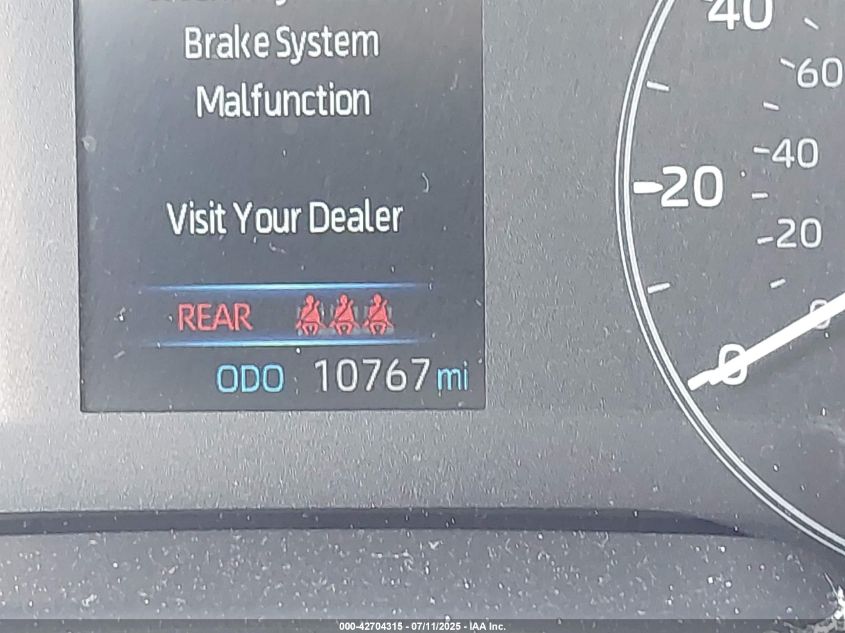 Brake System
Malfunction
Visit Your Dealer
REAR
ODO 10767 mi
40
60
40
20
20
0
0
000-42704315 - 07/11/2025 - IAA Inc.